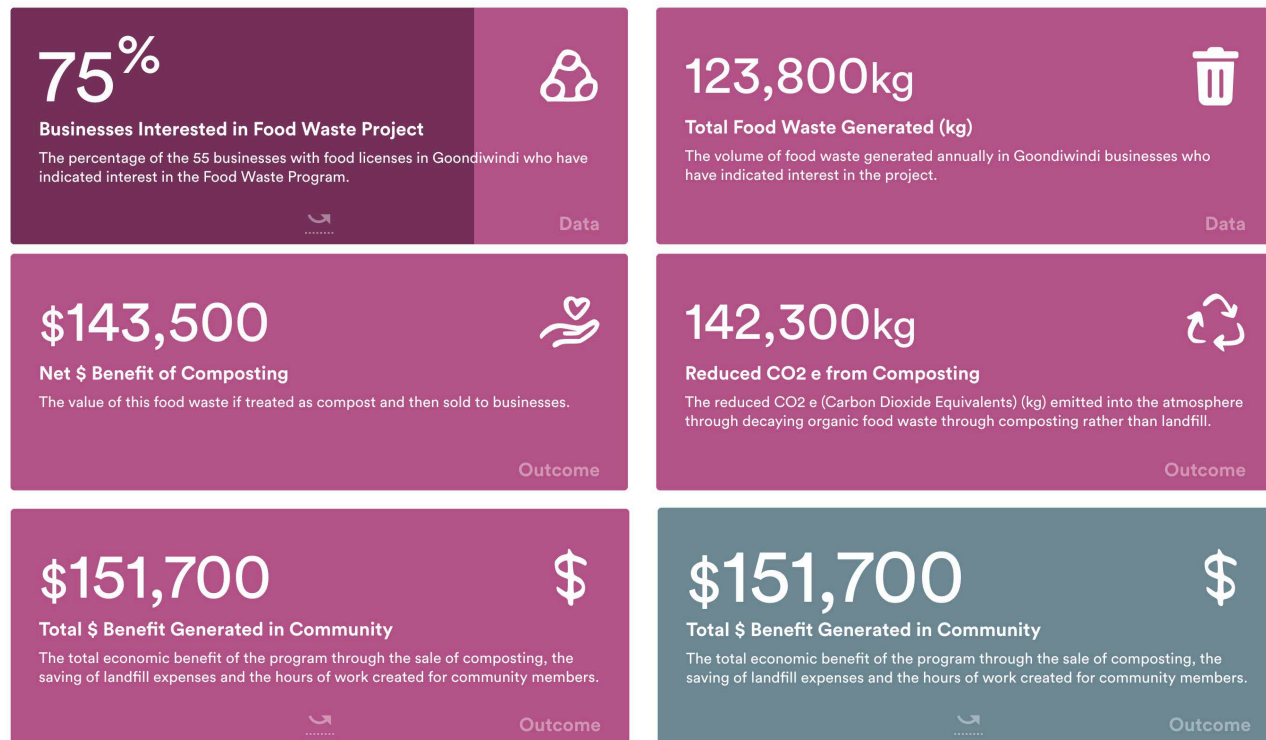 75%
Businesses Interested in Food Waste Project
The percentage of the 55 businesses with food licenses in Goondiwindi who have
indicated interest in the Food Waste Program.
Data
123,800kg
Total Food Waste Generated (kg)
The volume of food waste generated annually in Goondiwindi businesses who
have indicated interest in the project.
Data
$143,500
Net $ Benefit of Composting
The value of this food waste if treated as compost and then sold to businesses.
Outcome
142,300kg
Reduced CO2 e from Composting
The reduced CO2 e (Carbon Dioxide Equivalents) (kg) emitted into the atmosphere
through decaying organic food waste through composting rather than landfill.
Outcome
$151,700
$
Total $ Benefit Generated in Community
The total economic benefit of the program through the sale of composting, the
saving of landfill expenses and the hours of work created for community members.
Outcome
$151,700
$
Total $ Benefit Generated in Community
The total economic benefit of the program through the sale of composting, the
saving of landfill expenses and the hours of work created for community members.
Outcome